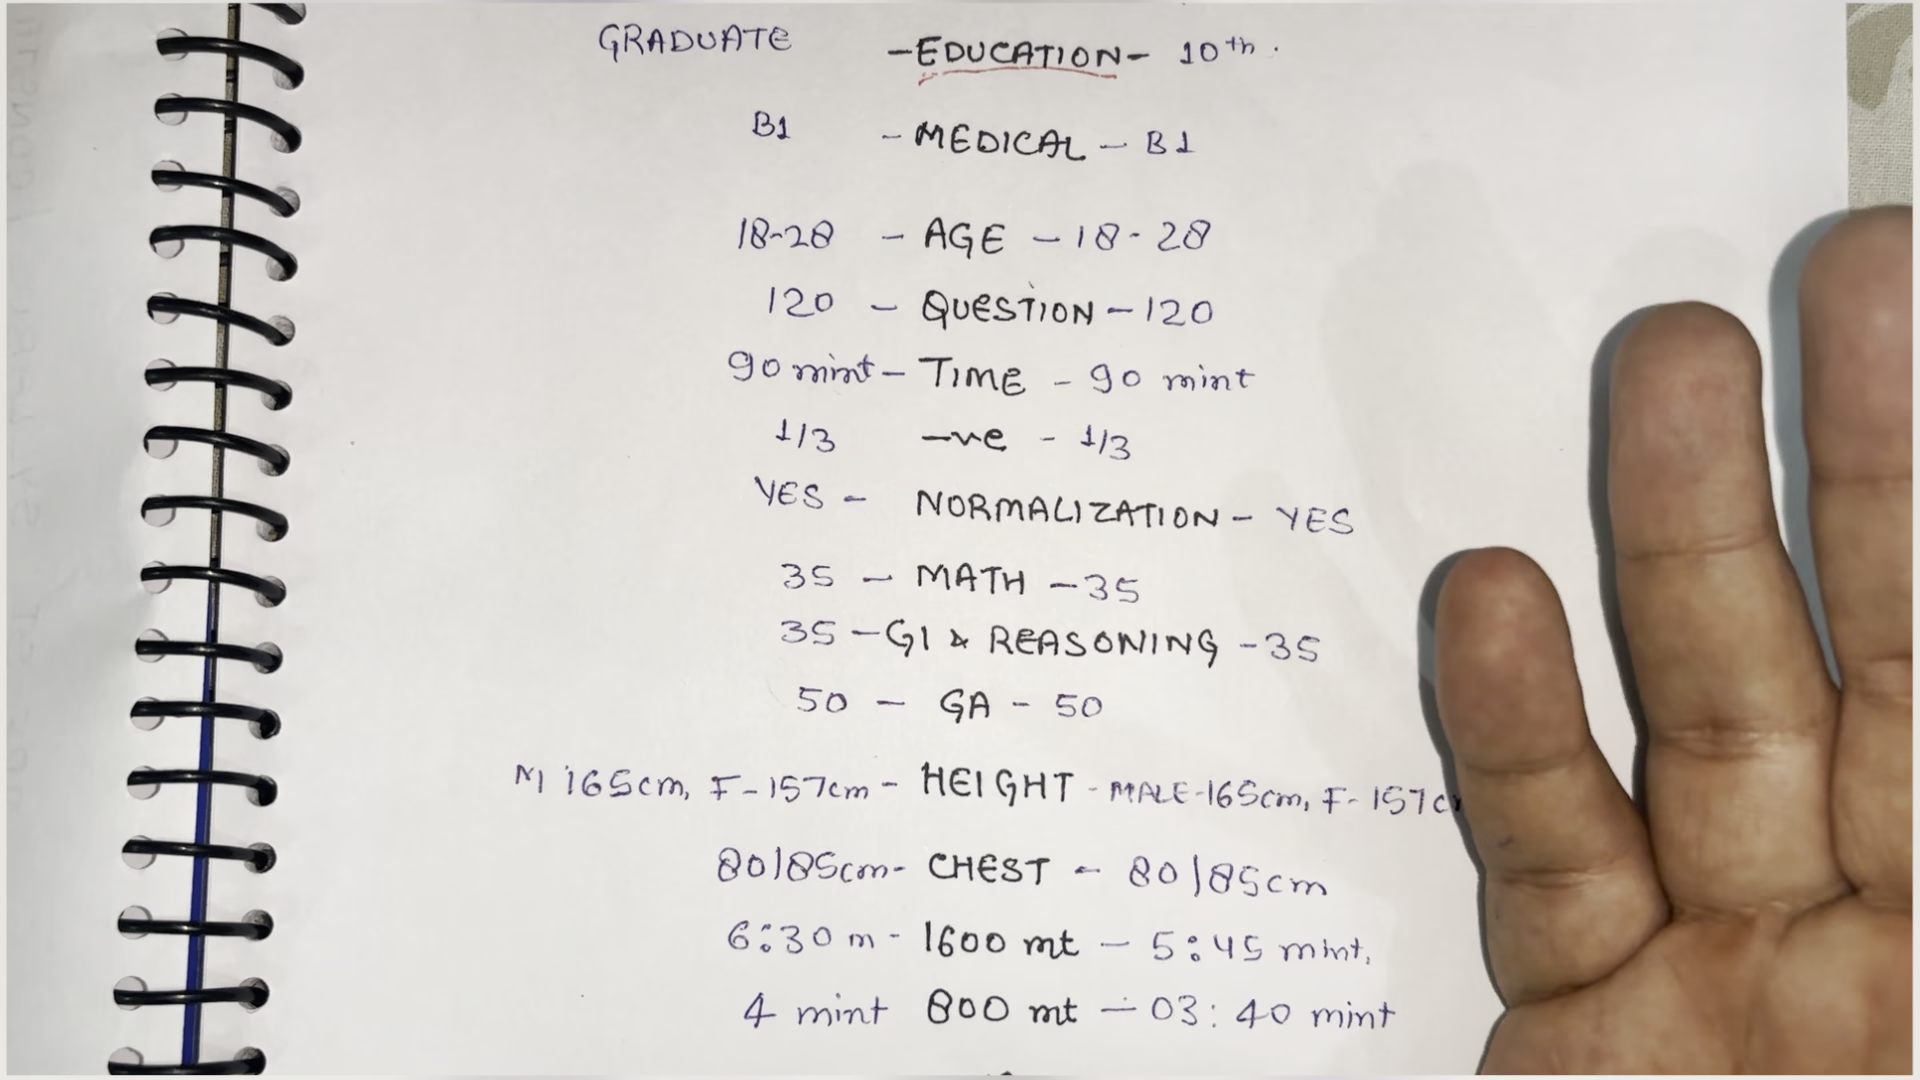 GRADUATE -EDUCATION- 10th.
B1 - MEDICAL - B1
18-28 - AGE - 18-28
120 - QUESTION - 120
90 mint - TIME - 90 mint
1/3 -ve - 1/3
YES - NORMALIZATION - YES
35 - MATH - 35
35 - GI & REASONING - 35
50 - GA - 50
M 165cm, F-157cm - HEIGHT - MALE-165cm, F-157c
80/85cm - CHEST - 80/85cm
6:30 m - 1600 mt - 5:45 mint,
4 mint 800 mt - 03:40 mint